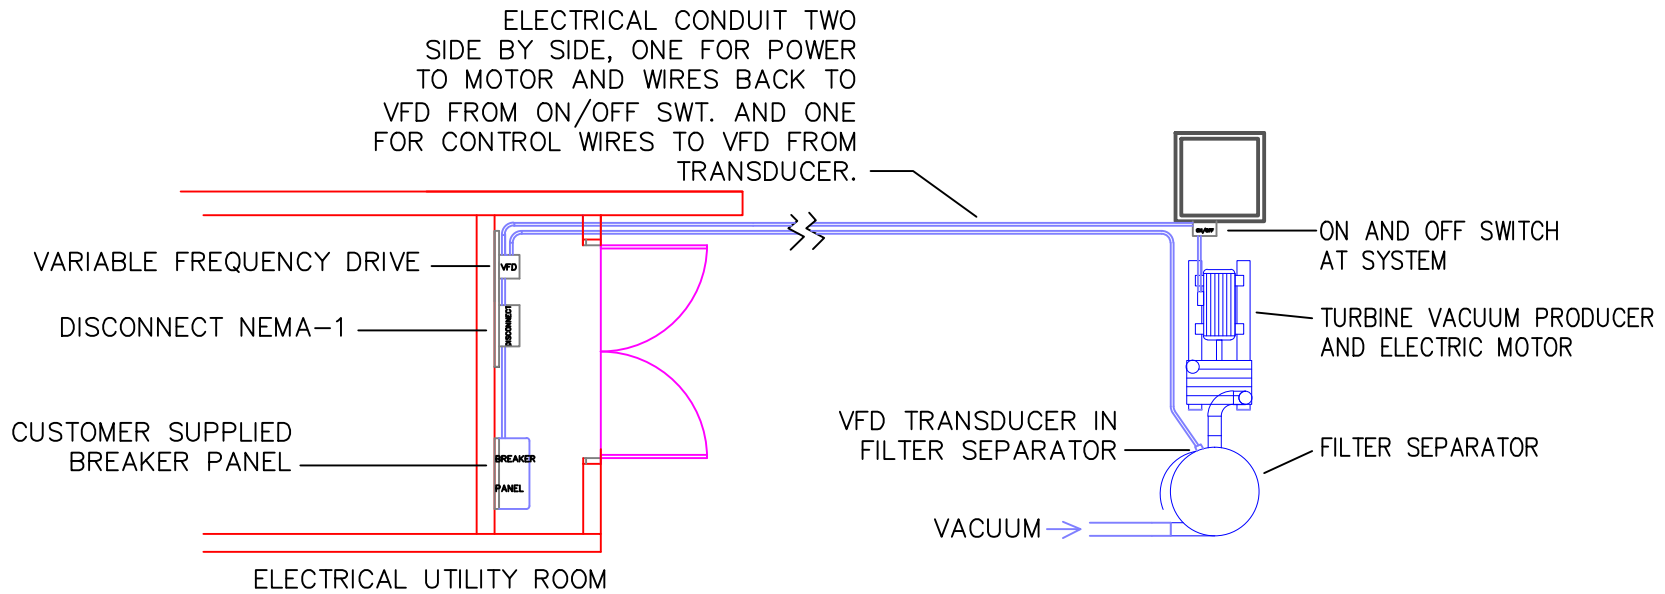 ELECTRICAL CONDUIT TWO
SIDE BY SIDE, ONE FOR POWER
TO MOTOR AND WIRES BACK TO
VFD FROM ON/OFF SWT. AND ONE
FOR CONTROL WIRES TO VFD FROM
TRANSDUCER.
ON/OFF
ON AND OFF SWITCH
AT SYSTEM
VARIABLE FREQUENCY DRIVE
VFD
DISCONNECT NEMA-1
DISCONNECT
TURBINE VACUUM PRODUCER
AND ELECTRIC MOTOR
CUSTOMER SUPPLIED
BREAKER PANEL
BREAKER
PANEL
VFD TRANSDUCER IN
FILTER SEPARATOR
FILTER SEPARATOR
VACUUM
ELECTRICAL UTILITY ROOM